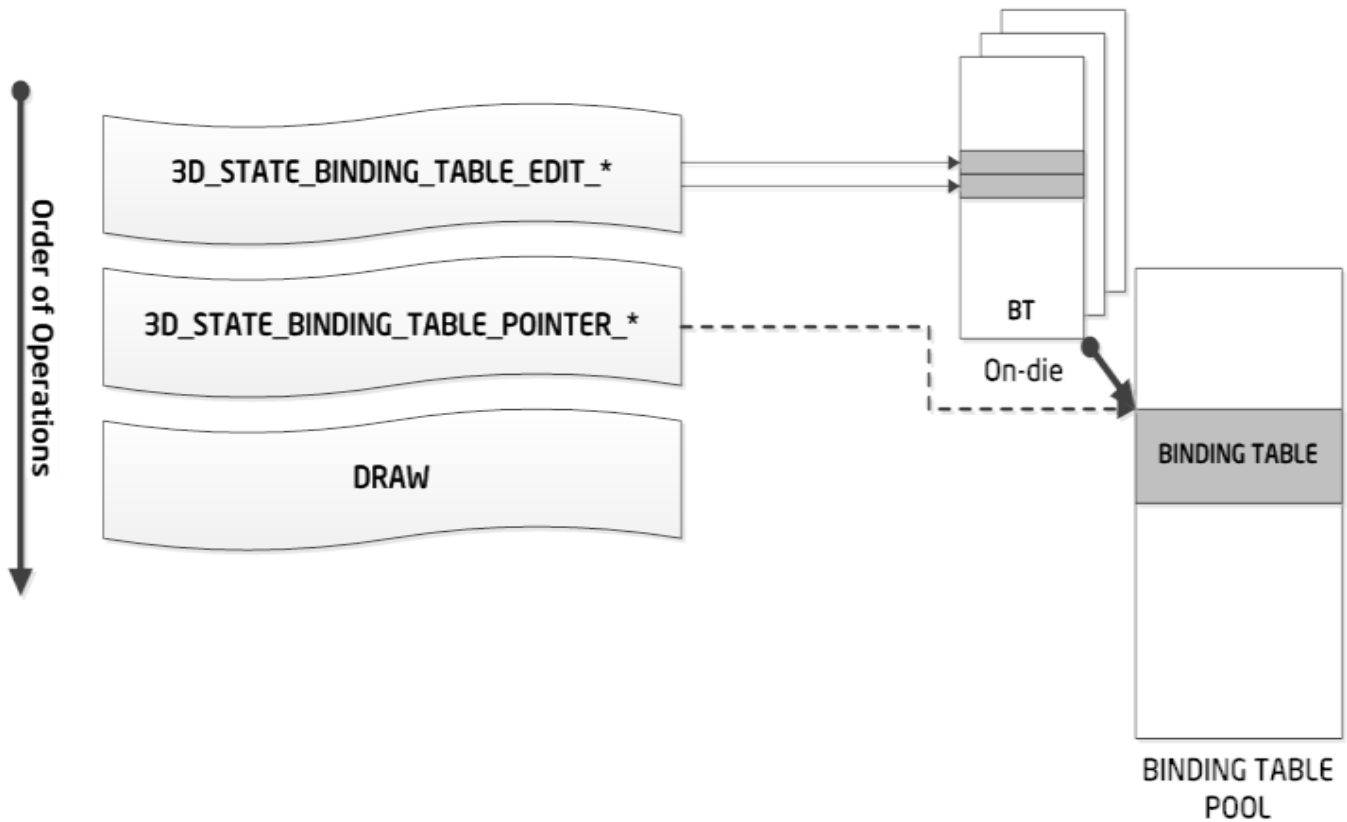 Order of Operations
3D_STATE_BINDING_TABLE_EDIT_*
3D_STATE_BINDING_TABLE_POINTER_*
DRAW
BT
On-die
BINDING TABLE
BINDING TABLE
POOL